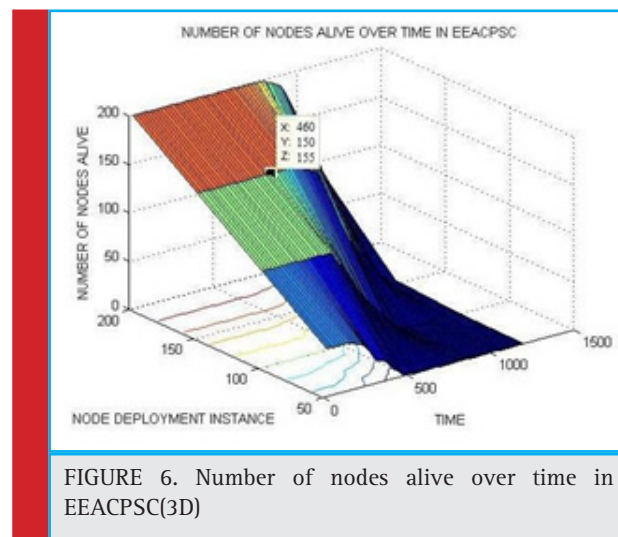 NUMBER OF NODES ALIVE OVER TIME IN EEACPSC
200
150
100
50
0
NUMBER OF NODES ALIVE
X: 460
Y: 150
Z: 155
200
150
100
50
NODE DEPLOYMENT INSTANCE
0
500
1000
1500
TIME
FIGURE 6. Number of nodes alive over time in
EEACPSC(3D)